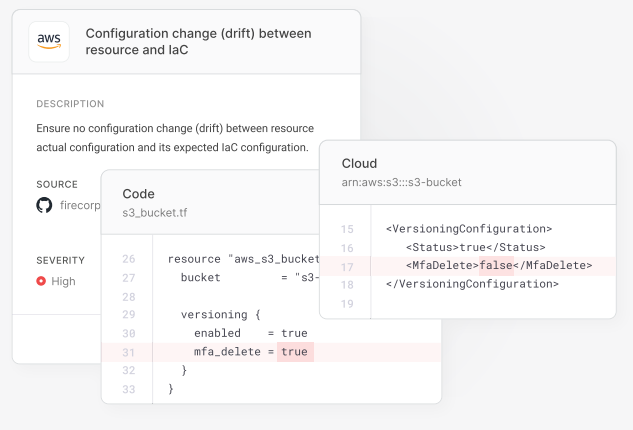 aws
Configuration change (drift) between
resource and IaC
DESCRIPTION
Ensure no configuration change (drift) between resource
actual configuration and its expected IaC configuration.
SOURCE
firecorp
SEVERITY
High
Code
s3_bucket.tf
26 resource "aws_s3_bucket
27 bucket = "s3-
28
29 versioning {
30 enabled = true
31 mfa_delete = true
32 }
33 }
Cloud
arn:aws:s3:::s3-bucket
15 <VersioningConfiguration>
16 <Status>true</Status>
17 <MfaDelete>false</MfaDelete>
18 </VersioningConfiguration>
19